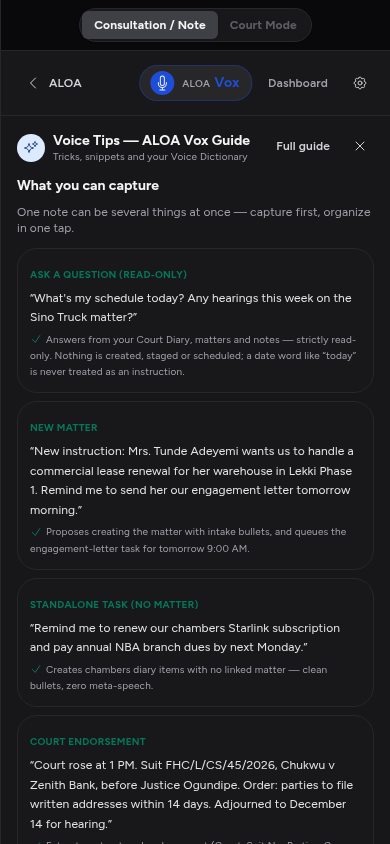 Consultation / Note Court Mode
ALOA ALOA Vox Dashboard
Voice Tips — ALOA Vox Guide Full guide
Tricks, snippets and your Voice Dictionary
What you can capture
One note can be several things at once — capture first, organize
in one tap.
ASK A QUESTION (READ-ONLY)
“What's my schedule today? Any hearings this week on the
Sino Truck matter?”
✓ Answers from your Court Diary, matters and notes — strictly read-
only. Nothing is created, staged or scheduled; a date word like “today”
is never treated as an instruction.
NEW MATTER
“New instruction: Mrs. Tunde Adeyemi wants us to handle a
commercial lease renewal for her warehouse in Lekki Phase
1. Remind me to send her our engagement letter tomorrow
morning.”
✓ Proposes creating the matter with intake bullets, and queues the
engagement-letter task for tomorrow 9:00 AM.
STANDALONE TASK (NO MATTER)
“Remind me to renew our chambers Starlink subscription
and pay annual NBA branch dues by next Monday.”
✓ Creates chambers diary items with no linked matter — clean
bullets, zero meta-speech.
COURT ENDORSEMENT
“Court rose at 1 PM. Suit FHC/L/CS/45/2026, Chukwu v
Zenith Bank, before Justice Ogundipe. Order: parties to file
written addresses within 14 days. Adjourned to December
14 for hearing.”